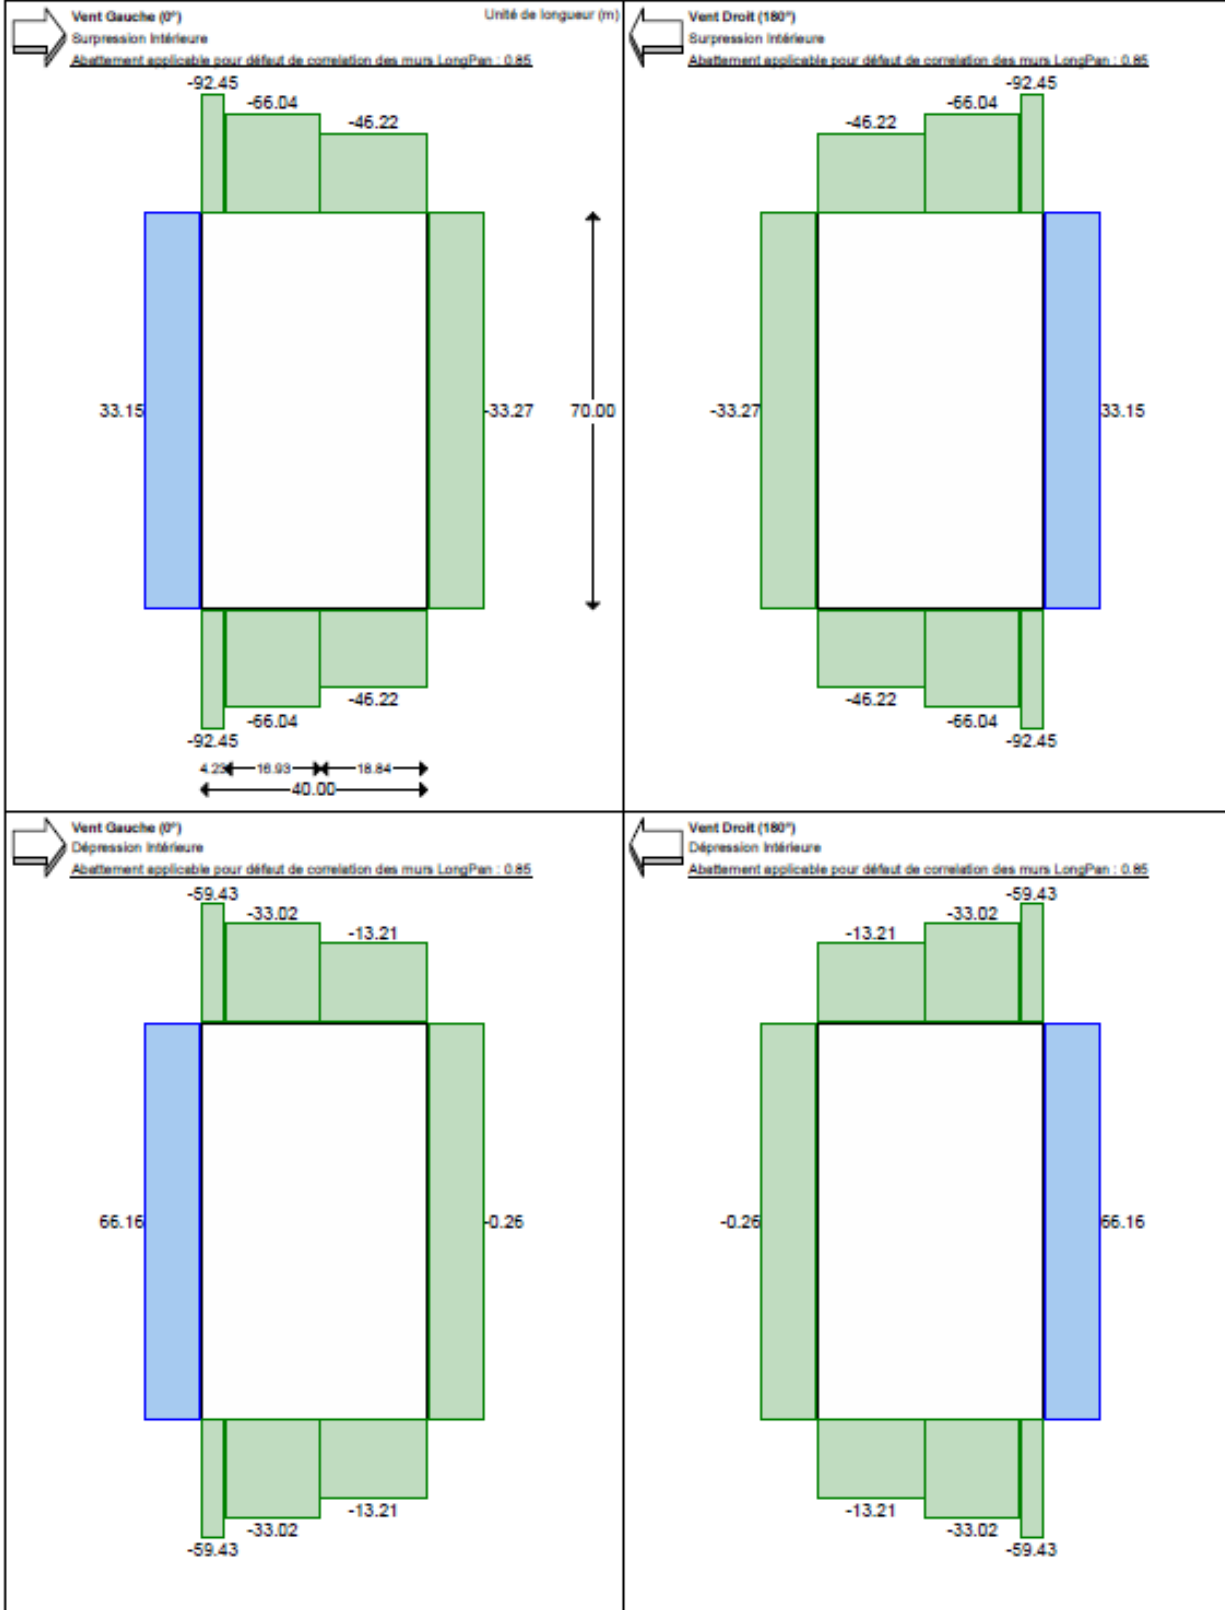 Vent Gauche (0°)
Unité de longueur (m)
Surpression Intérieure
Abattement applicable pour défaut de correlation des murs LongPan : 0.85
-92.45
-66.04
-46.22
33.15
-33.27
70.00
-46.22
-66.04
-92.45
4.23
16.93
18.84
40.00
Vent Droit (180°)
Surpression Intérieure
Abattement applicable pour défaut de correlation des murs LongPan : 0.85
-92.45
-66.04
-46.22
-33.27
33.15
-46.22
-66.04
-92.45
Vent Gauche (0°)
Dépression Intérieure
Abattement applicable pour défaut de correlation des murs LongPan : 0.85
-59.43
-33.02
-13.21
66.16
-0.26
-13.21
-33.02
-59.43
Vent Droit (180°)
Dépression Intérieure
Abattement applicable pour défaut de correlation des murs LongPan : 0.85
-59.43
-33.02
-13.21
-0.26
66.16
-13.21
-33.02
-59.43